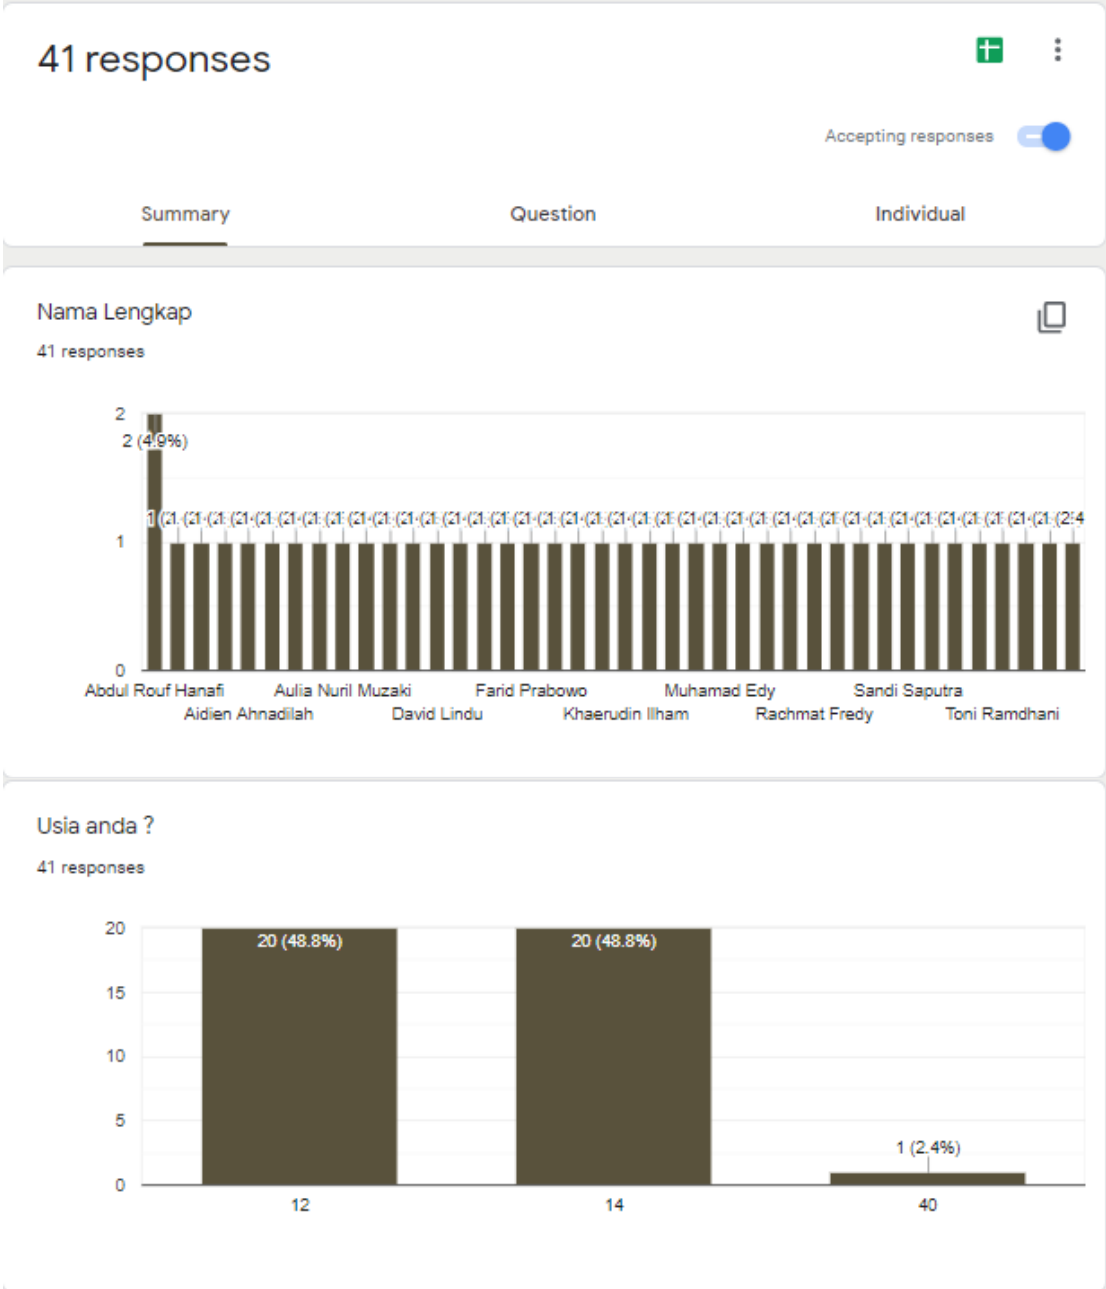 41 responses
Accepting responses
Summary Question Individual
Nama Lengkap
41 responses
2
2 (4.9%)
1
0
Abdul Rouf Hanafi Aulia Nuril Muzaki Farid Prabowo Muhamad Edy Sandi Saputra
Aidien Ahnadilah David Lindu Khaerudin Ilham Rachmat Fredy Toni Ramdhani
Usia anda ?
41 responses
20
20 (48.8%) 20 (48.8%)
15
10
5
1 (2.4%)
0
12 14 40